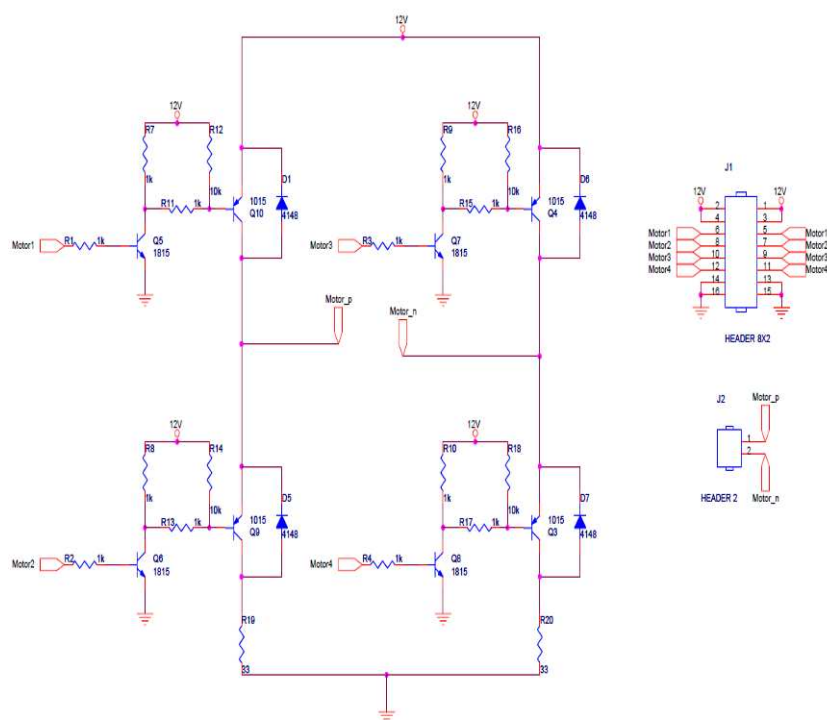 12V
12V
R7
R12
1k
10k
R11
1k
1015
Q10
D1
4148
Motor1
R1
1k
Q5
1815
12V
R9
R16
1k
10k
R15
1k
1015
Q4
D6
4148
Motor3
R3
1k
Q7
1815
Motor_p
Motor_n
12V
R8
R14
1k
10k
R13
1k
1015
Q9
D5
4148
Motor2
R2
1k
Q6
1815
R19
33
12V
R10
R18
1k
10k
R17
1k
1015
Q3
D7
4148
Motor4
R4
1k
Q8
1815
R20
33
J1
12V 12V
2 1
4 3
Motor1 6 5 Motor1
Motor2 8 7 Motor2
Motor3 10 9 Motor3
Motor4 12 11 Motor4
14 13
16 15
HEADER 8X2
J2
Motor_p
1
2
HEADER 2
Motor_n